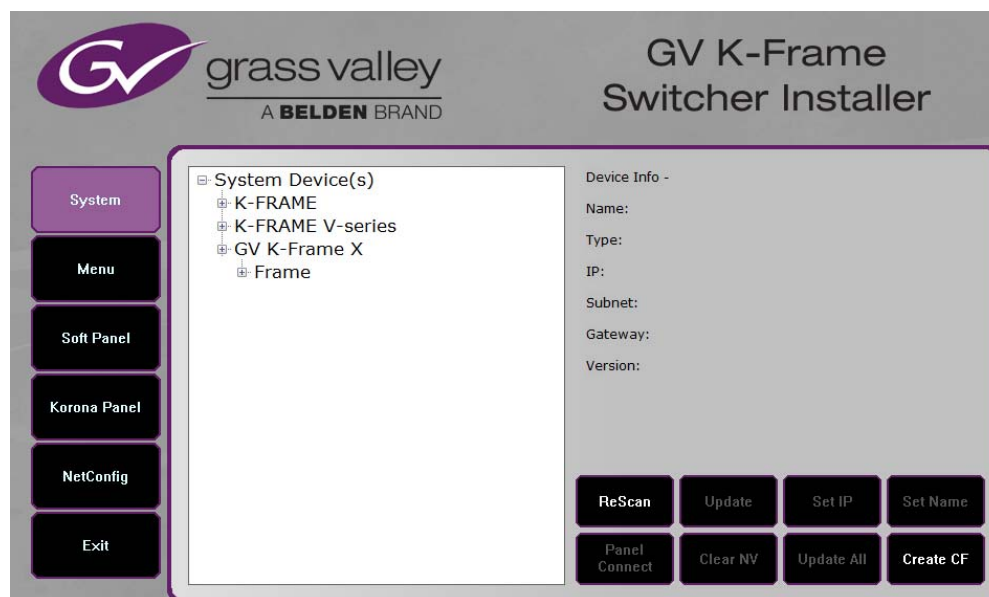 GV
grass valley
A BELDEN BRAND
GV K-Frame
Switcher Installer
System
Menu
Soft Panel
Korona Panel
NetConfig
Exit
System Device(s)
K-FRAME
K-FRAME V-series
GV K-Frame X
Frame
Device Info -
Name:
Type:
IP:
Subnet:
Gateway:
Version:
ReScan
Update
Set IP
Set Name
Panel
Connect
Clear NV
Update All
Create CF